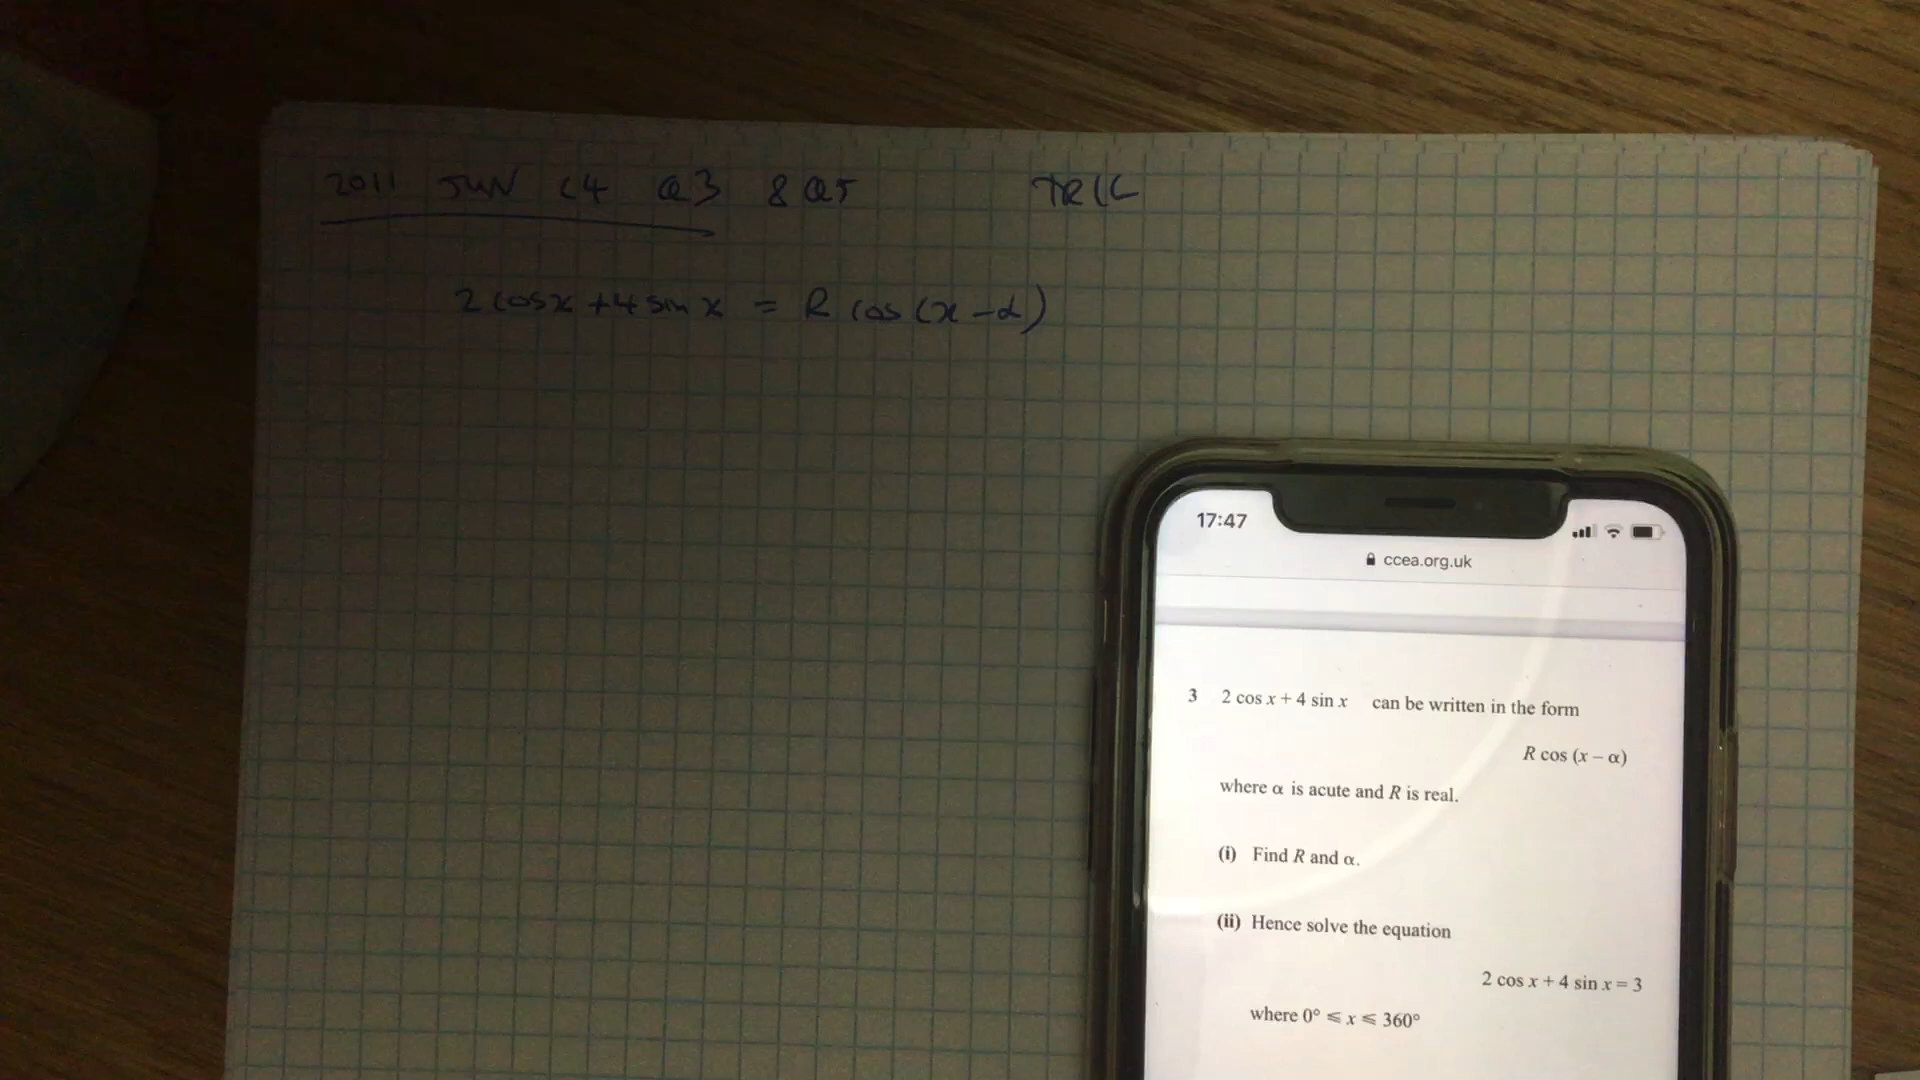 2011 JUN C4 Q3 & Q5 TRIG
2 cos x + 4 sin x = R cos (x - α)
17:47
ccea.org.uk
3 2 cos x + 4 sin x can be written in the form
R cos (x – α)
where α is acute and R is real.
(i) Find R and α.
(ii) Hence solve the equation
2 cos x + 4 sin x = 3
where 0° ⩽ x ⩽ 360°